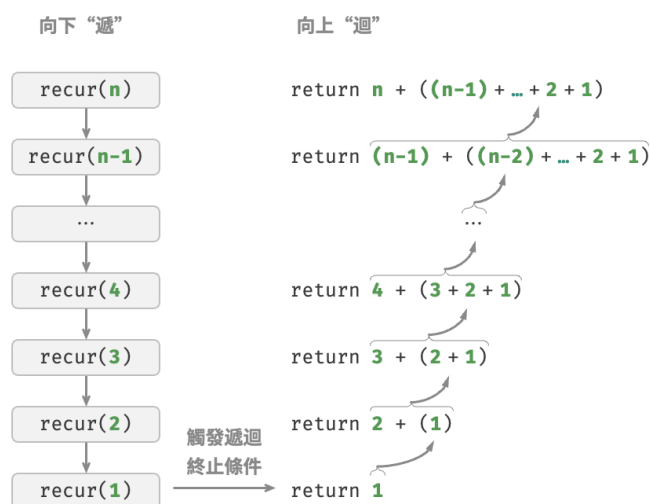 向下“遞”
向上“迴”
recur(n)
return n + ((n-1) + … + 2 + 1)
recur(n-1)
return (n-1) + ((n-2) + … + 2 + 1)
…
…
recur(4)
return 4 + (3 + 2 + 1)
recur(3)
return 3 + (2 + 1)
recur(2)
return 2 + (1)
觸發遞迴
終止條件
recur(1)
return 1